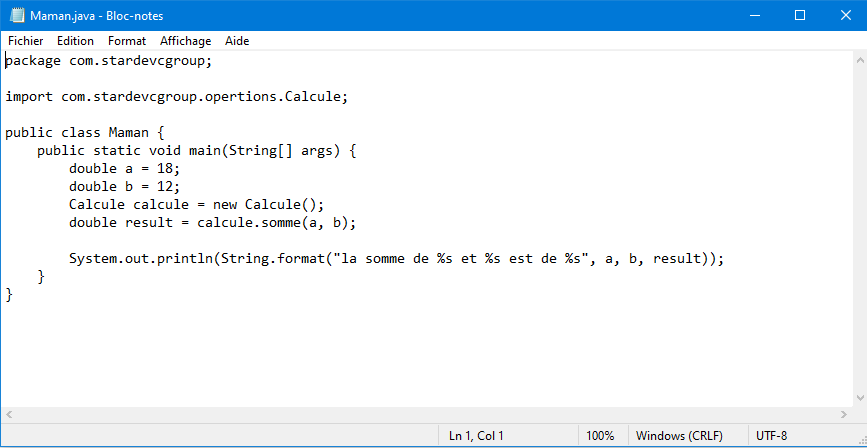 Maman.java - Bloc-notes
Fichier Edition Format Affichage Aide
package com.stardevcgroup;
import com.stardevcgroup.opertions.Calcule;
public class Maman {
    public static void main(String[] args) {
        double a = 18;
        double b = 12;
        Calcule calcule = new Calcule();
        double result = calcule.somme(a, b);
        System.out.println(String.format("la somme de %s et %s est de %s", a, b, result));
    }
}
Ln 1, Col 1 100% Windows (CRLF) UTF-8